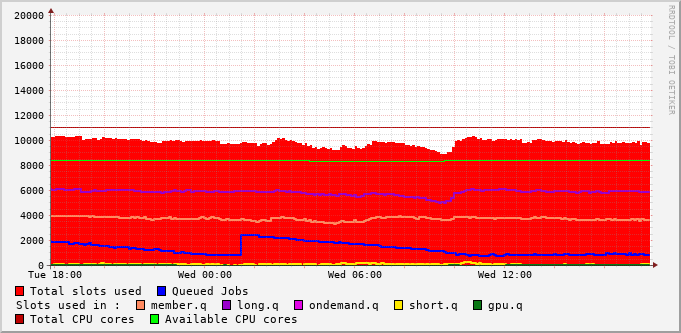 20000
18000
16000
14000
12000
10000
8000
6000
4000
2000
0
Tue 18:00 Wed 00:00 Wed 06:00 Wed 12:00
RRDTOOL / TOBI OETIKER
Total slots used Queued Jobs
Slots used in : member.q long.q ondemand.q short.q gpu.q
Total CPU cores Available CPU cores